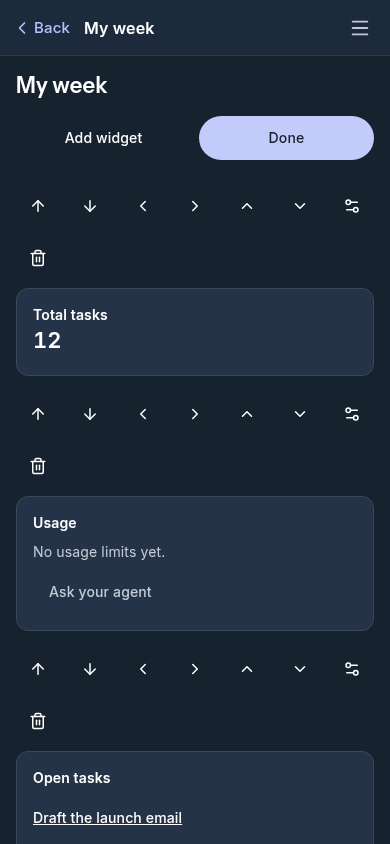 Back My week
My week
Add widget Done
Total tasks
12
Usage
No usage limits yet.
Ask your agent
Open tasks
Draft the launch email